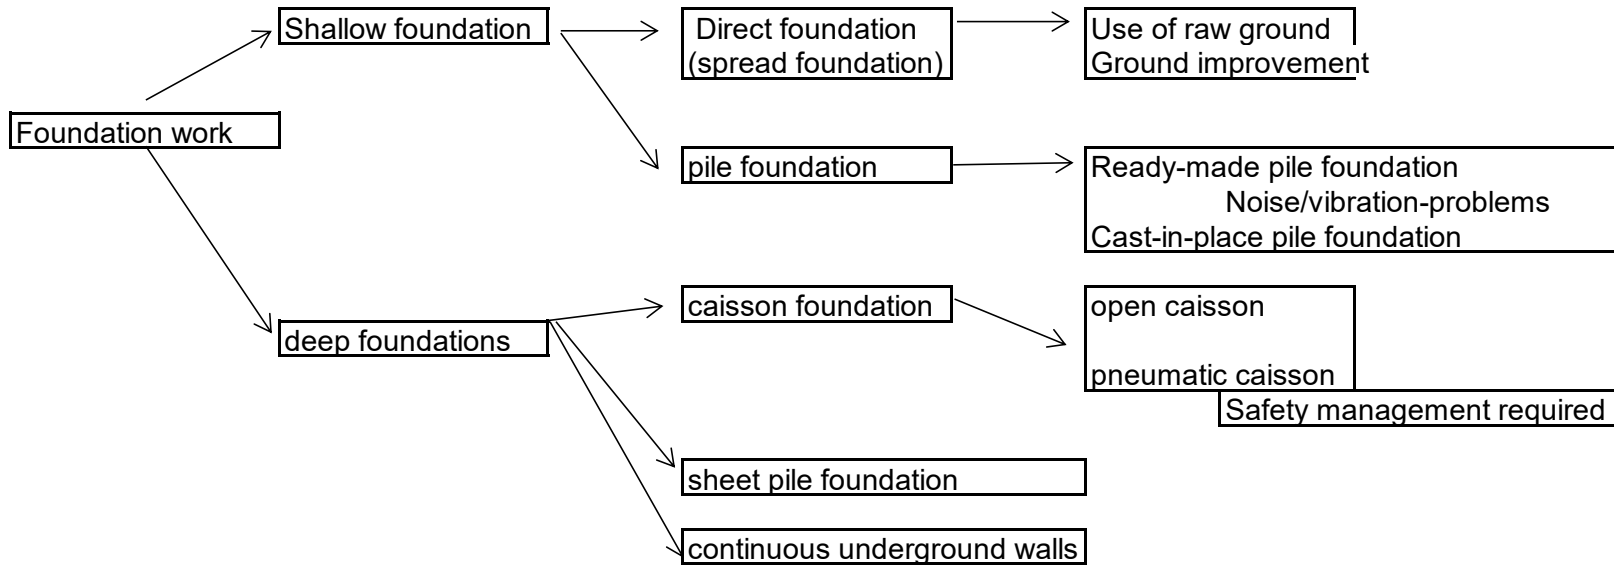 Shallow foundation
Direct foundation
(spread foundation)
Use of raw ground
Ground improvement
Foundation work
pile foundation
Ready-made pile foundation
Noise/vibration-problems
Cast-in-place pile foundation
deep foundations
caisson foundation
open caisson
pneumatic caisson
Safety management required
sheet pile foundation
continuous underground walls